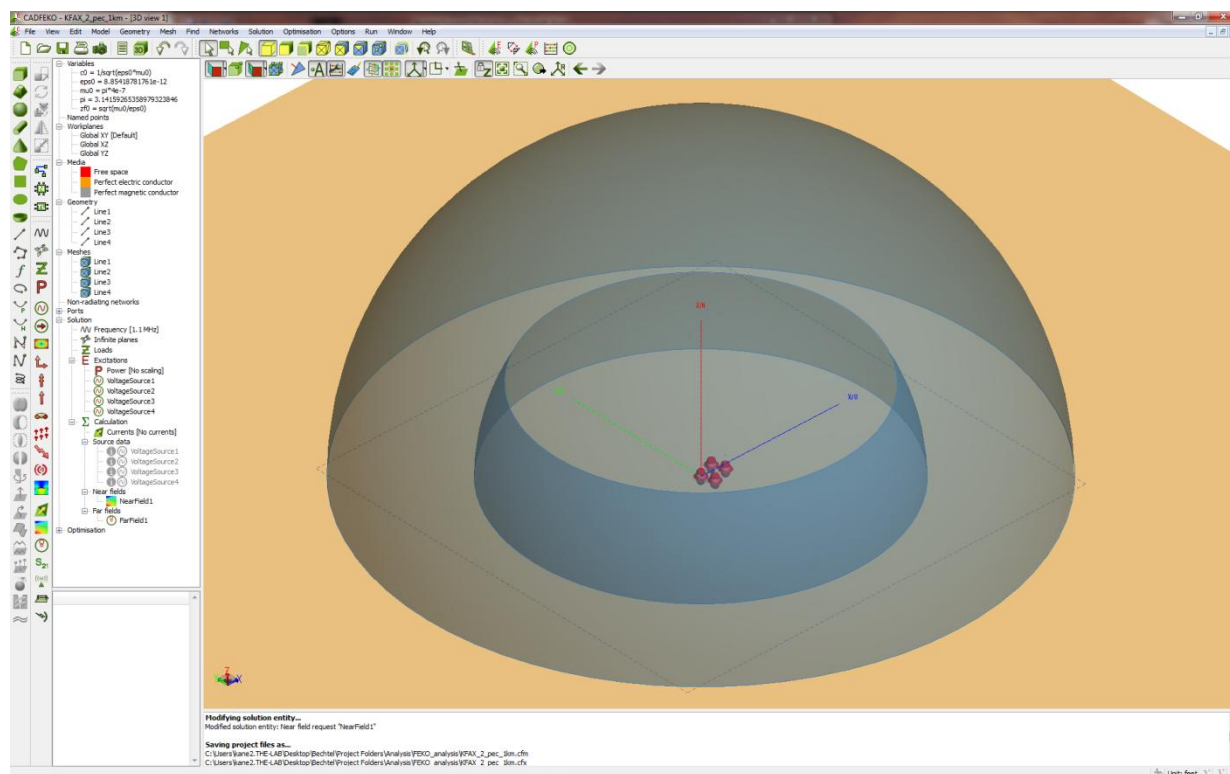 CADFEKO - KFAX_2_pec_1km - [3D view 1]
File View Edit Model Geometry Mesh Find Networks Solution Optimisation Options Run Window Help
Variables
c0 = 1/sqrt(eps0*mu0)
eps0 = 8.85418781761e-12
mu0 = pi*4e-7
pi = 3.14159265358979323846
zf0 = sqrt(mu0/eps0)
Named points
Workplanes
Global XY [Default]
Global XZ
Global YZ
Media
Free space
Perfect electric conductor
Perfect magnetic conductor
Geometry
Line1
Line2
Line3
Line4
Meshes
Line1
Line2
Line3
Line4
Non-radiating networks
Ports
Solution
Frequency [1.1 MHz]
Infinite planes
Loads
Excitations
Power [No scaling]
VoltageSource1
VoltageSource2
VoltageSource3
VoltageSource4
Calculation
Currents [No currents]
Source data
VoltageSource1
VoltageSource2
VoltageSource3
VoltageSource4
Near fields
NearField1
Far fields
FarField1
Optimisation
Z/N
X/U
Z
X
Modifying solution entity...
Modified solution entity: Near field request "NearField1"
Saving project files as...
C:\Users\kane2.THE-LAB\Desktop\Bechtel\Project Folders\Analysis\FEKO_analysis\KFAX_2_pec_1km.cfm
C:\Users\kane2.THE-LAB\Desktop\Bechtel\Project Folders\Analysis\FEKO_analysis\KFAX_2_pec_1km.cfx
Unit: feet